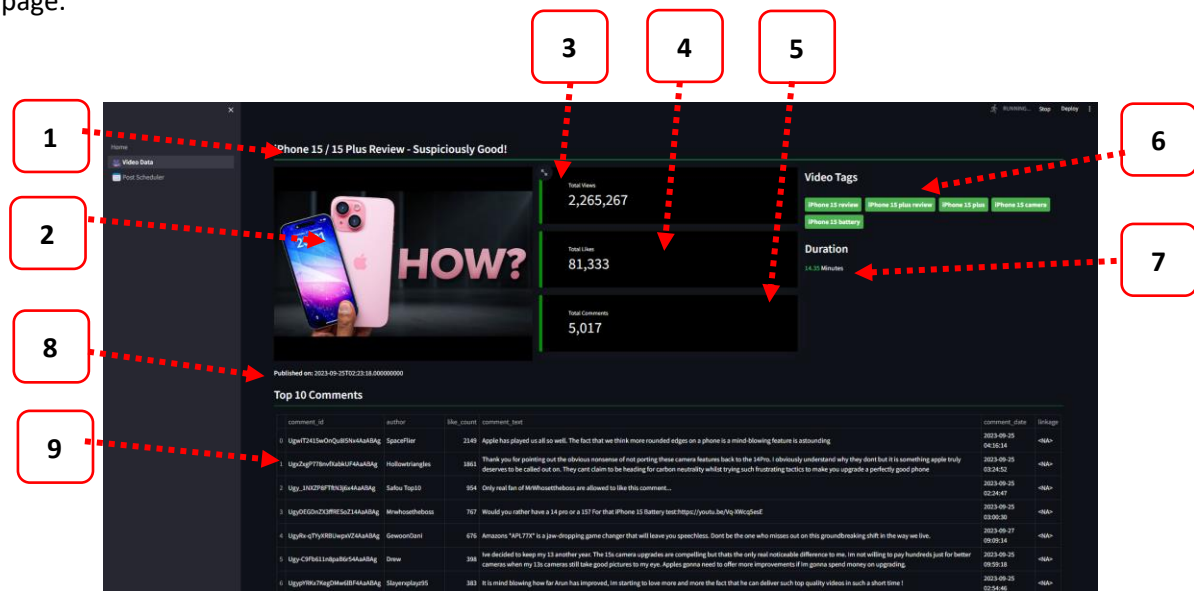 page.
3
4
5
1
2
8
9
6
7
×
RUNNING... Stop Deploy
Home
Video Data
Post Scheduler
iPhone 15 / 15 Plus Review - Suspiciously Good!
HOW?
Total Views
2,265,267
Total Likes
81,333
Total Comments
5,017
Video Tags
iPhone 15 review iPhone 15 plus review iPhone 15 plus iPhone 15 camera
iPhone 15 battery
Duration
14.35 Minutes
Published on: 2023-09-25T02:23:18.000000000
Top 10 Comments
comment_id author like_count comment_text comment_date linkage
0 SpaceFlier 2149 Apple has played us all so well. The fact that we think more rounded edges on a phone is a mind-blowing feature is astounding 2023-09-25 <NA>
04:16:14
1 Hollowtriangles 1861 Thank you for pointing out the obvious nonsense of not porting these camera features back to the 14Pro. I obviously understand why they dont but it is something apple truly 2023-09-25 <NA>
deserves to be called out on. They cant claim to be heading for carbon neutrality whilst trying such frustrating tactics to make you upgrade a perfectly good phone 03:24:52
2 Safou Top10 954 Only real fan of MrWhosettheboss are allowed to like this comment... 2023-09-25 <NA>
02:24:47
3 Mrwhosetheboss 767 Would you rather have a 14 pro or a 15? For that iPhone 15 Battery test:https://youtu.be/Vq-XWcq5esE 2023-09-25 <NA>
03:00:30
4 GewoonDani 676 Amazons "APL77X" is a jaw-dropping game changer that will leave you speechless. Dont be the one who misses out on this groundbreaking shift in the way we live. 2023-09-27 <NA>
09:09:14
5 Drew 398 Ive decided to keep my 13 another year. The 15s camera upgrades are compelling but thats the only real noticeable difference to me. Im not willing to pay hundreds just for better 2023-09-25 <NA>
cameras when my 13s cameras still take good pictures to my eye. Apples gonna need to offer more improvements if Im gonna spend money on upgrading. 09:59:18
6 Slayersplayz95 383 It is mind blowing how far Arun has improved, Im starting to love more and more the fact that he can deliver such top quality videos in such a short time ! 2023-09-25 <NA>
02:54:46